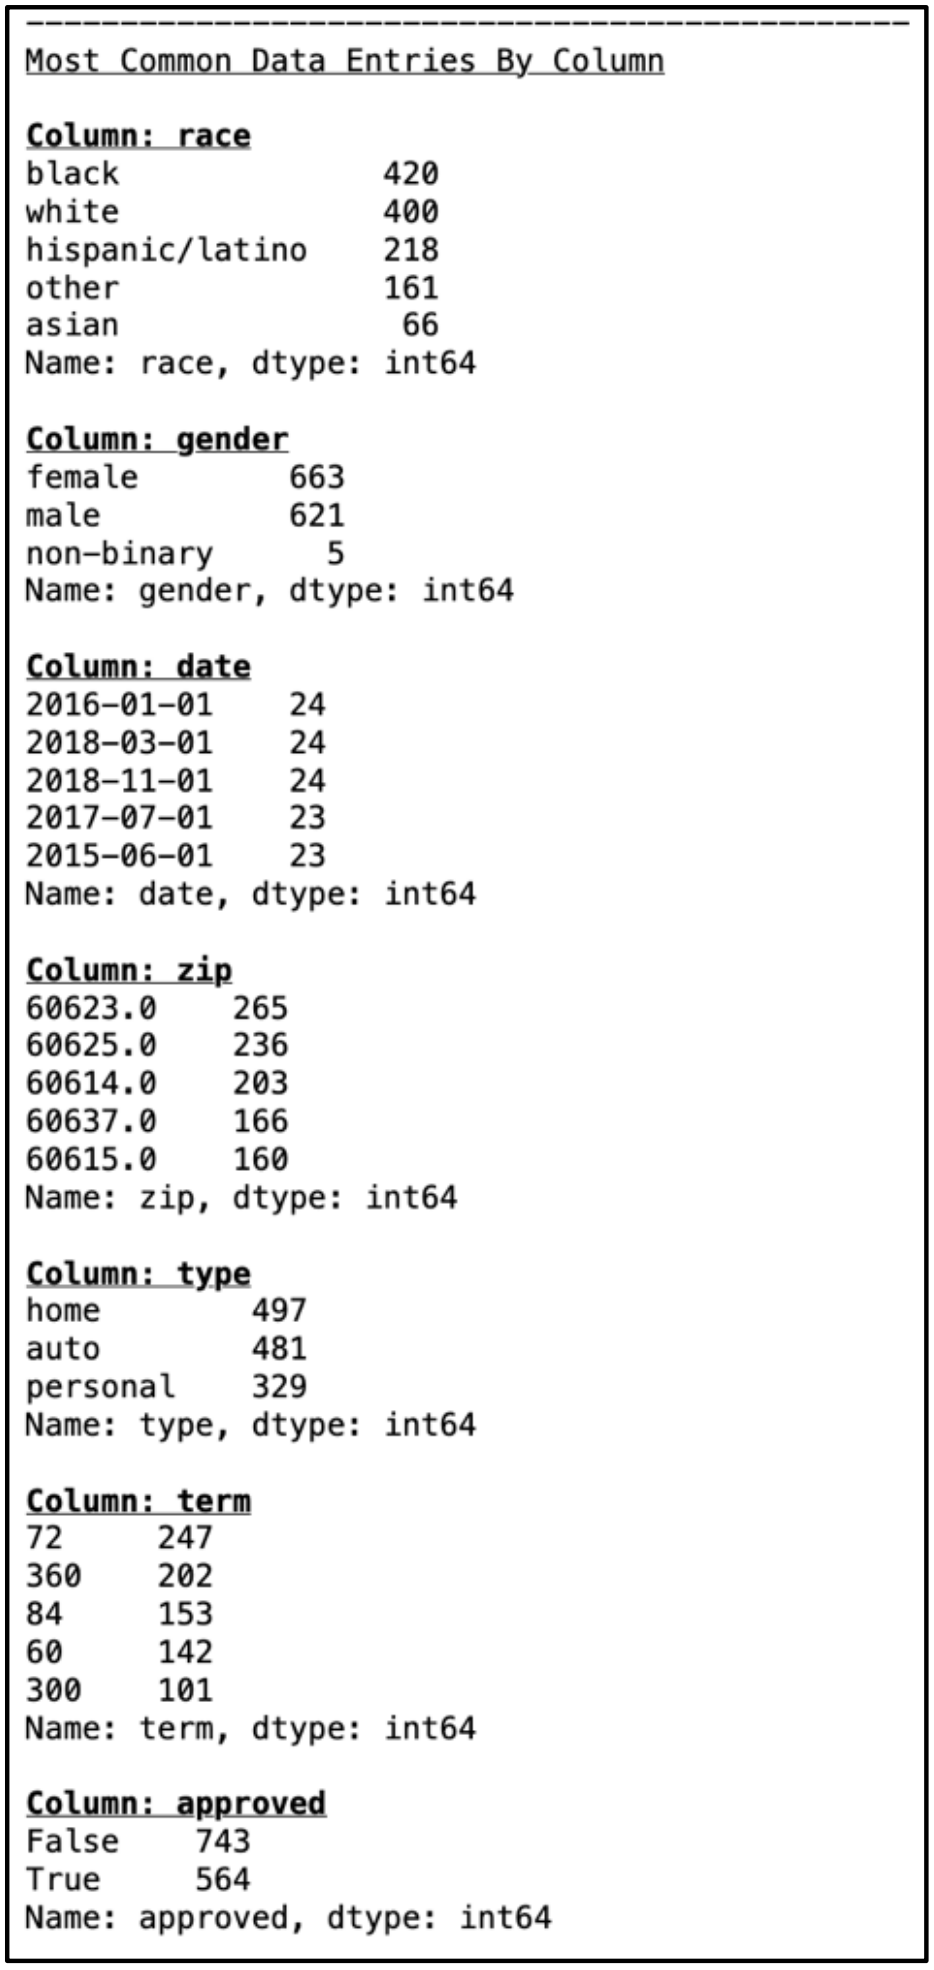 -----------------------------------------------
Most Common Data Entries By Column
Column: race
black 420
white 400
hispanic/latino 218
other 161
asian 66
Name: race, dtype: int64
Column: gender
female 663
male 621
non-binary 5
Name: gender, dtype: int64
Column: date
2016-01-01 24
2018-03-01 24
2018-11-01 24
2017-07-01 23
2015-06-01 23
Name: date, dtype: int64
Column: zip
60623.0 265
60625.0 236
60614.0 203
60637.0 166
60615.0 160
Name: zip, dtype: int64
Column: type
home 497
auto 481
personal 329
Name: type, dtype: int64
Column: term
72 247
360 202
84 153
60 142
300 101
Name: term, dtype: int64
Column: approved
False 743
True 564
Name: approved, dtype: int64